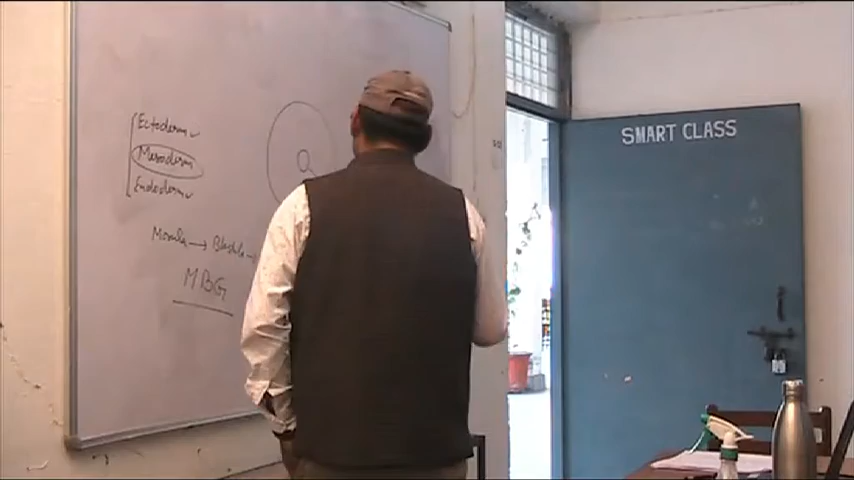 Ectoderm
Mesoderm
Endoderm
Morula → Blastula →
MBG
SMART CLASS